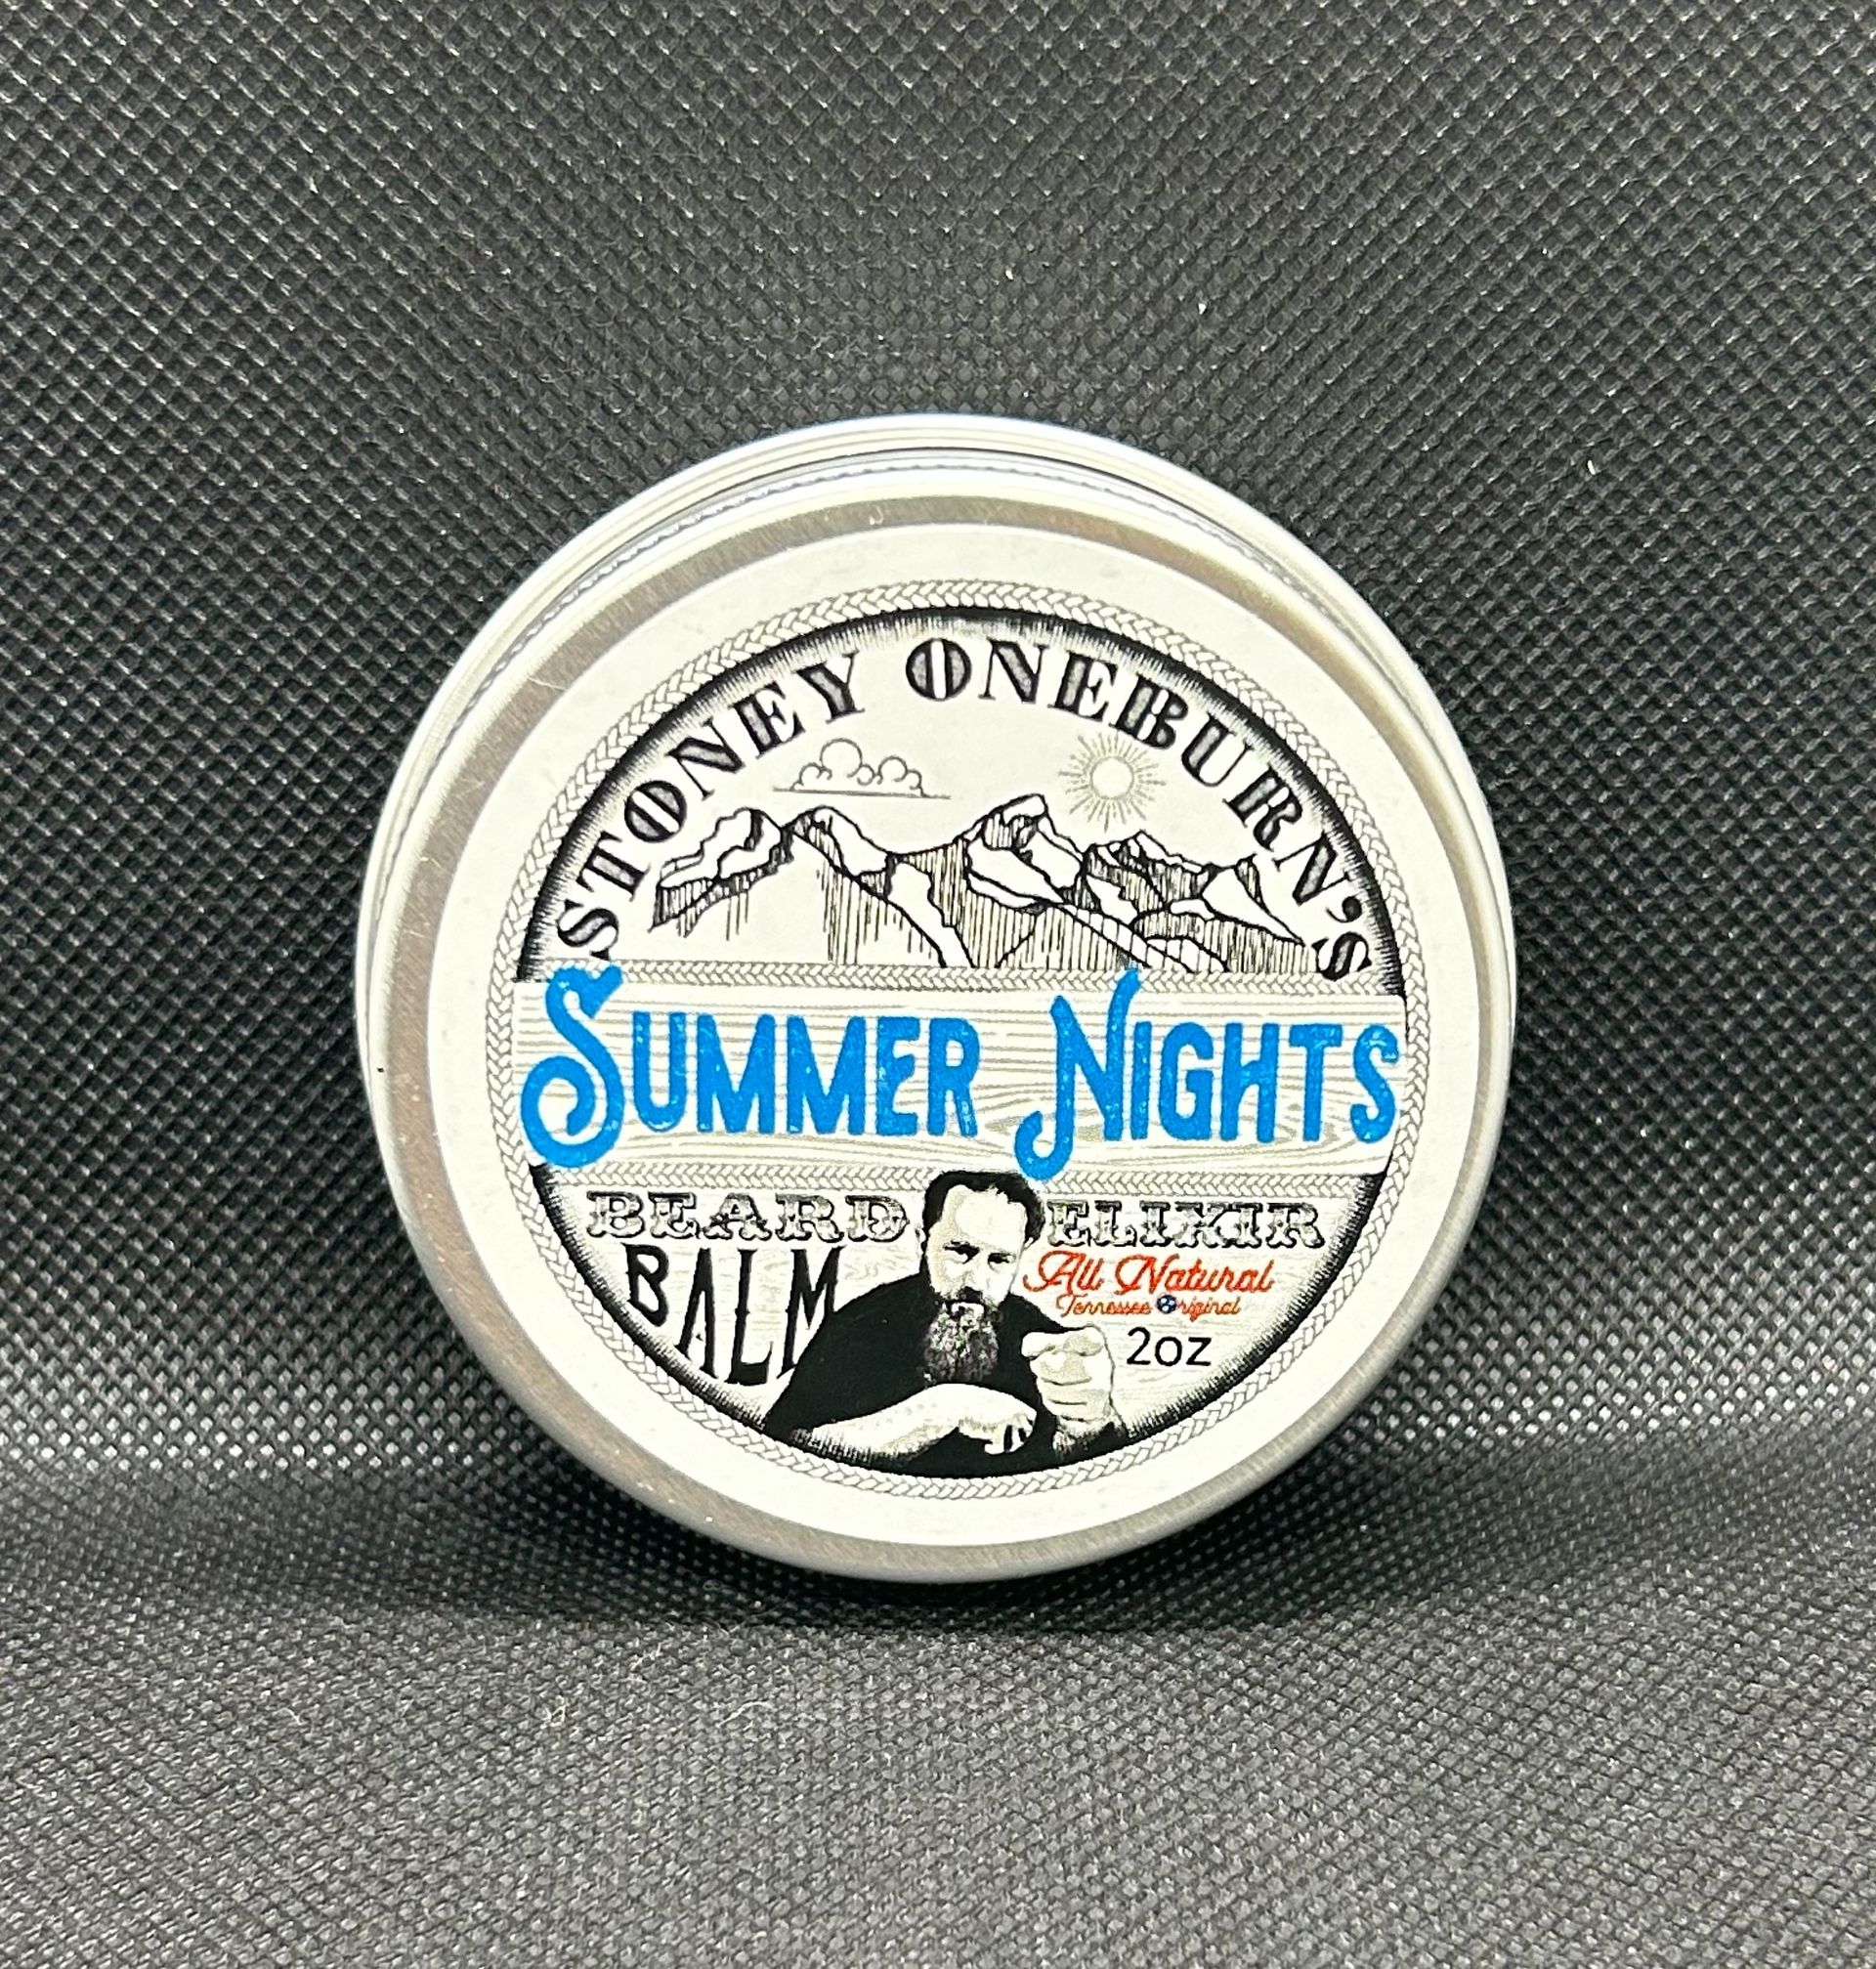 STONEY ONEBURN'S
SUMMER NIGHTS
BEARD ELIXIR
BALM
All Natural
Tennessee Original
2oz